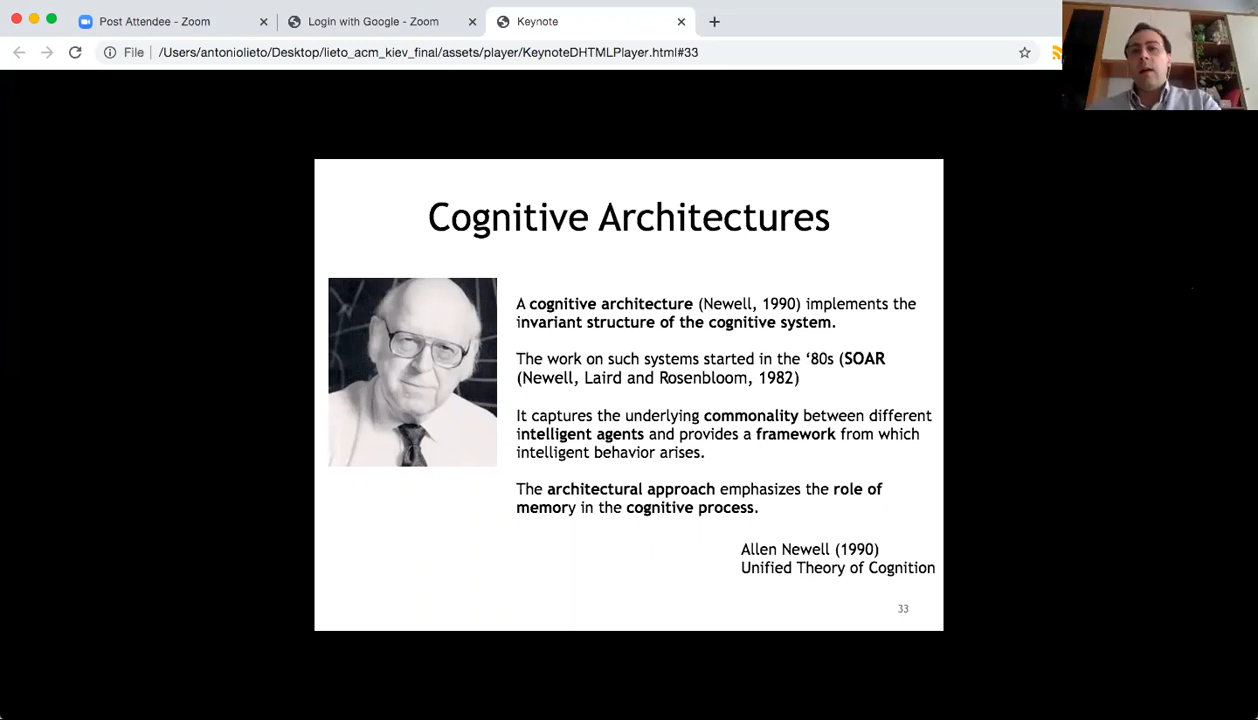 Post Attendee - Zoom
Login with Google - Zoom
Keynote
File
/Users/antoniolieto/Desktop/lieto_acm_kiev_final/assets/player/KeynoteDHTMLPlayer.html#33
Cognitive Architectures
A cognitive architecture (Newell, 1990) implements the
invariant structure of the cognitive system.
The work on such systems started in the ‘80s (SOAR
(Newell, Laird and Rosenbloom, 1982)
It captures the underlying commonality between different
intelligent agents and provides a framework from which
intelligent behavior arises.
The architectural approach emphasizes the role of
memory in the cognitive process.
Allen Newell (1990)
Unified Theory of Cognition
33